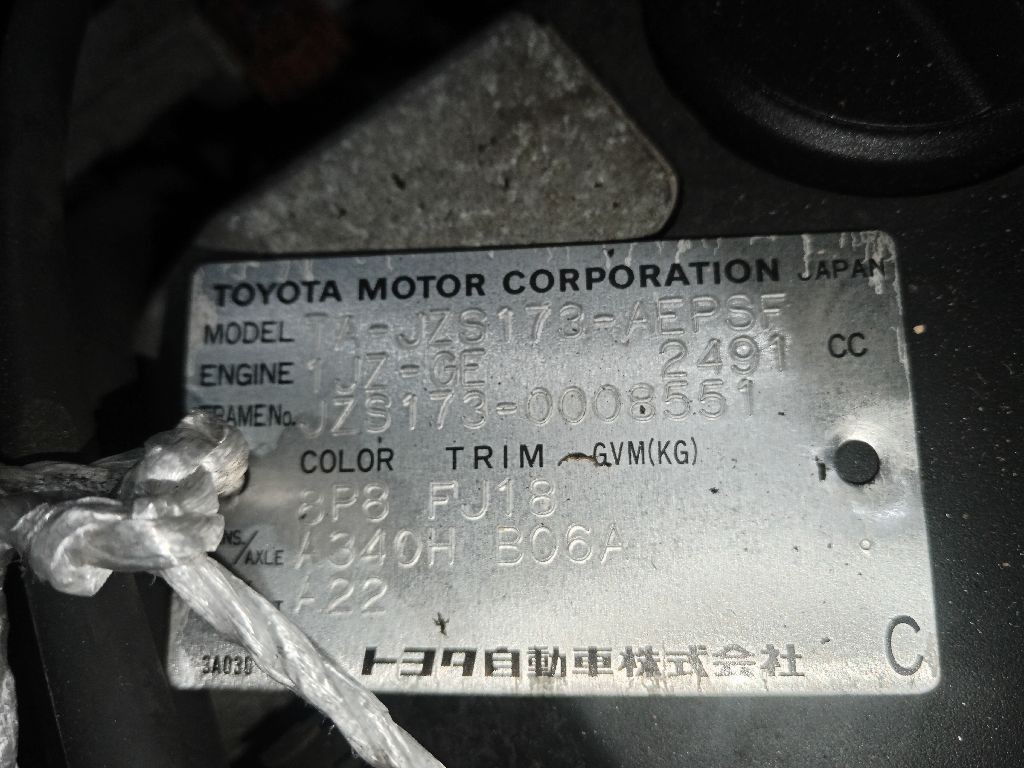 TOYOTA MOTOR CORPORATION JAPAN
MODEL TA-JZS173-AEPSF
ENGINE 1JZ-GE 2491 CC
FRAME No. JZS173-0008551
COLOR TRIM GVM(KG)
8P8 FJ18
NS./AXLE A340H B06A
A22
3A030
トヨタ自動車株式会社
C